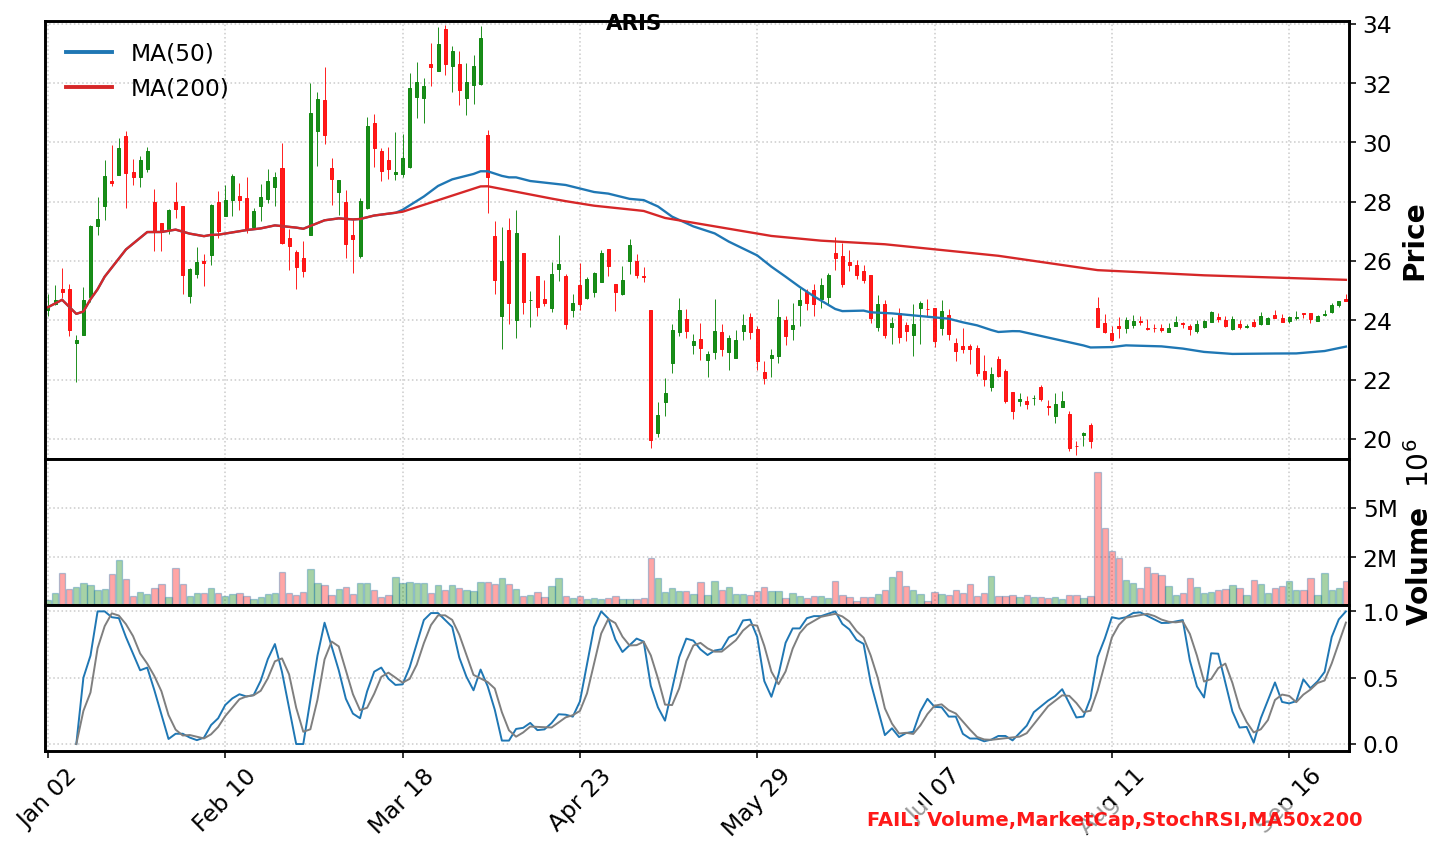 ARIS
MA(50)
MA(200)
34
32
30
28
26
24
22
20
Price
5M
2M
Volume 10^6
1.0
0.5
0.0
Jan 02
Feb 10
Mar 18
Apr 23
May 29
Jul 07
Aug 11
Sep 16
FAIL: Volume,MarketCap,StochRSI,MA50x200